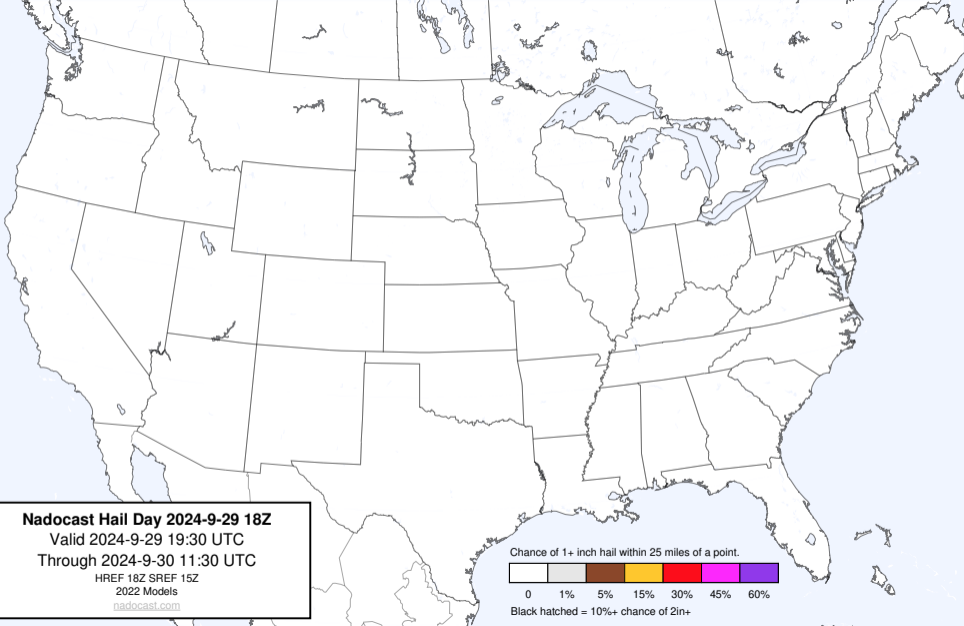 Nadocast Hail Day 2024-9-29 18Z
Valid 2024-9-29 19:30 UTC
Through 2024-9-30 11:30 UTC
HREF 18Z SREF 15Z
2022 Models
nadocast.com
Chance of 1+ inch hail within 25 miles of a point.
0 1% 5% 15% 30% 45% 60%
Black hatched = 10%+ chance of 2in+